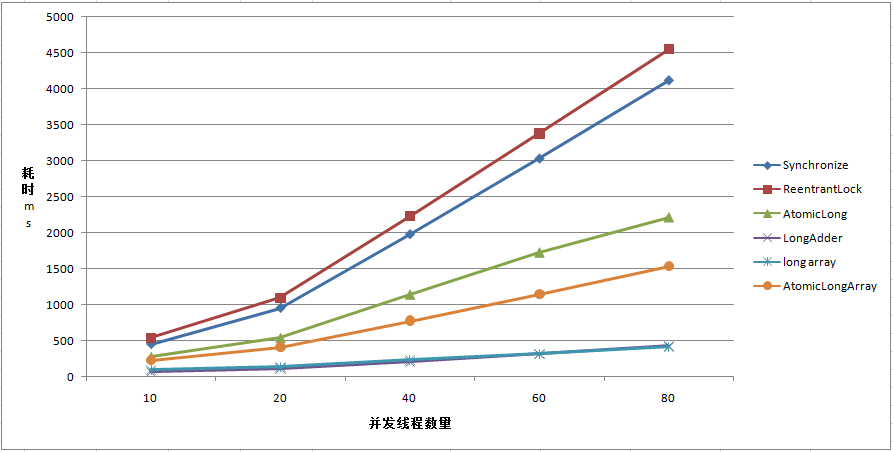 5000
4500
4000
3500
3000
2500
2000
1500
1000
500
0
耗
时
m
s
10 20 40 60 80
并发线程数量
Synchronize
ReentrantLock
AtomicLong
LongAdder
long array
AtomicLongArray